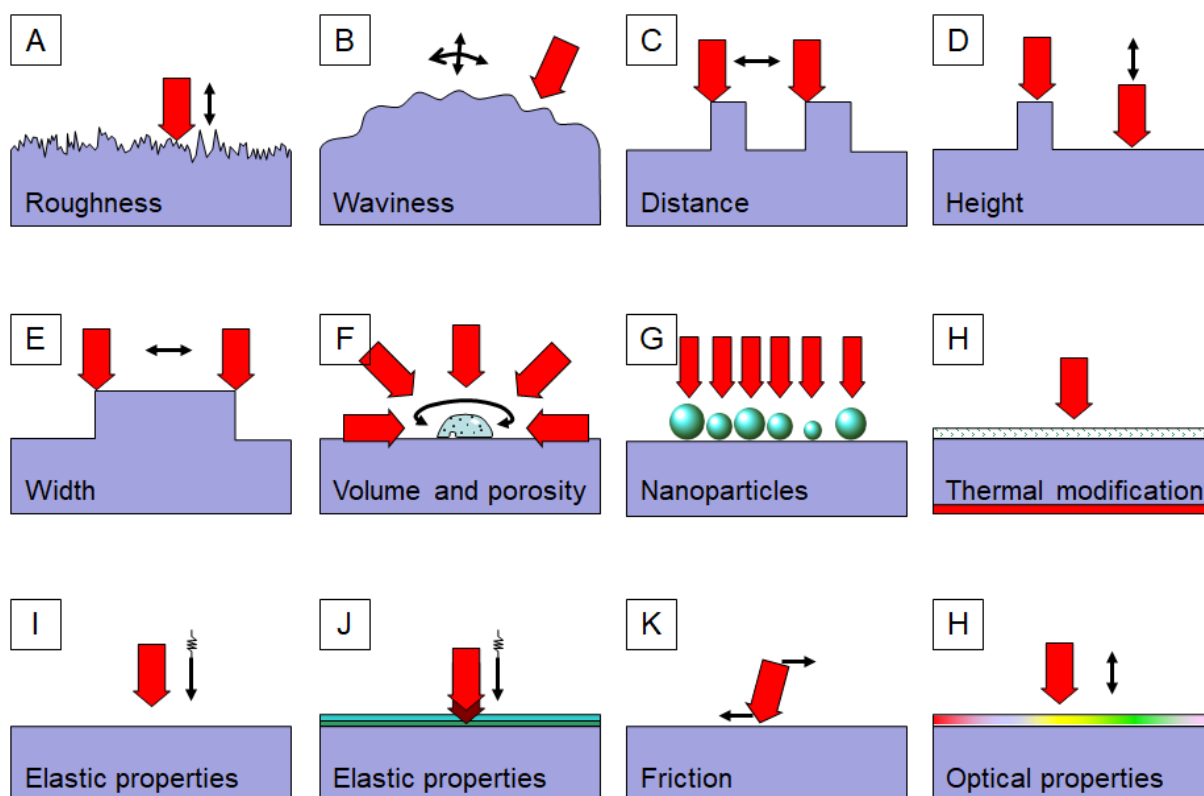 A
B
C
D
Roughness
Waviness
Distance
Height
E
F
G
H
Width
Volume and porosity
Nanoparticles
Thermal modification
I
J
K
H
Elastic properties
Elastic properties
Friction
Optical properties